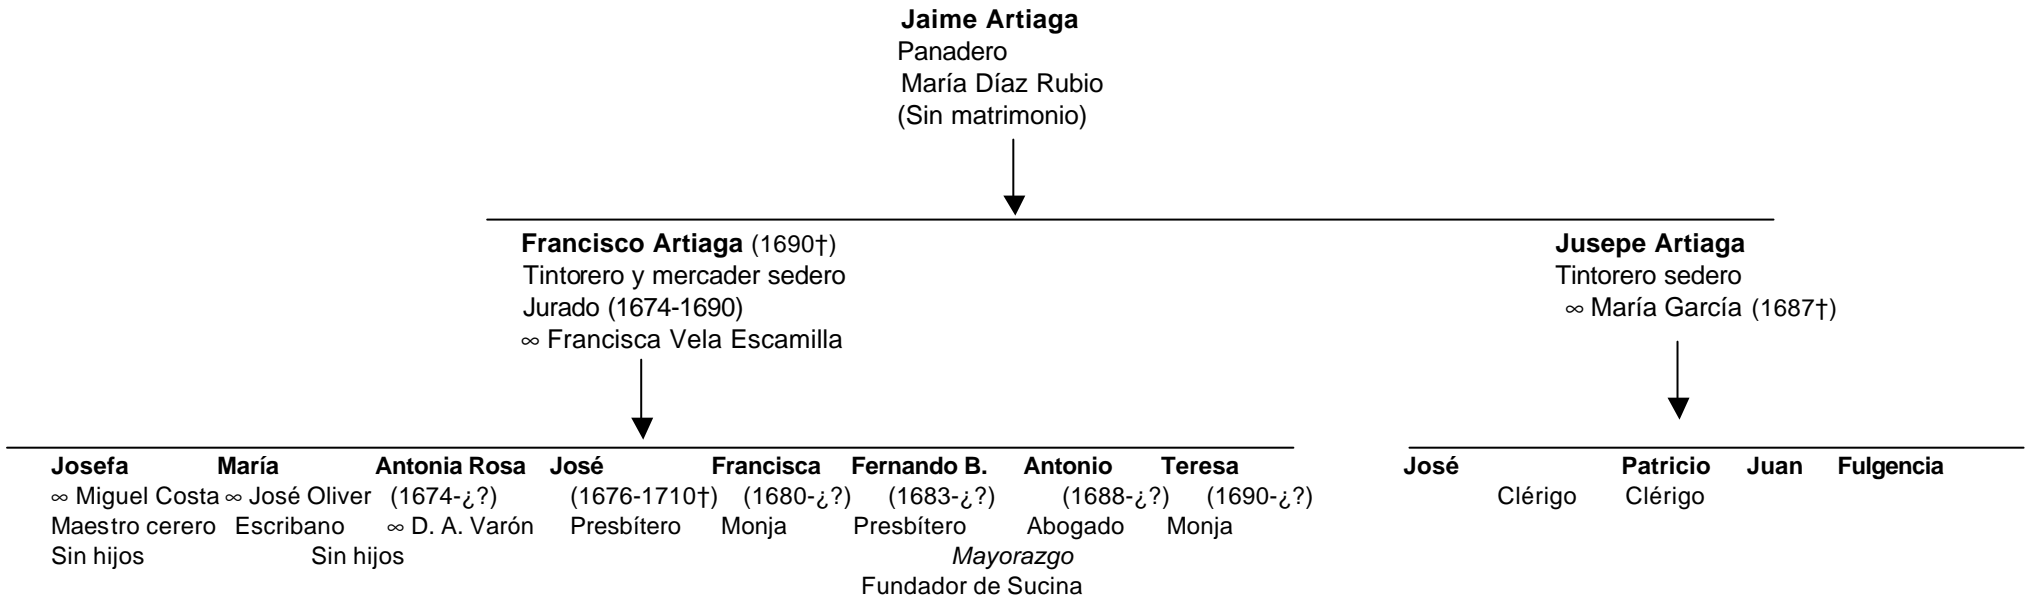 Jaime Artiaga
Panadero
María Díaz Rubio
(Sin matrimonio)
Francisco Artiaga (1690†)
Tintorero y mercader sedero
Jurado (1674-1690)
∞ Francisca Vela Escamilla
Jusepe Artiaga
Tintorero sedero
∞ María García (1687†)
Josefa María Antonia Rosa José Francisca Fernando B. Antonio Teresa
∞ Miguel Costa ∞ José Oliver (1674-¿?) (1676-1710†) (1680-¿?) (1683-¿?) (1688-¿?) (1690-¿?)
Maestro cerero Escribano ∞ D. A. Varón Presbítero Monja Presbítero Abogado Monja
Sin hijos Sin hijos Mayorazgo
Fundador de Sucina
José Patricio Juan Fulgencia
Clérigo Clérigo